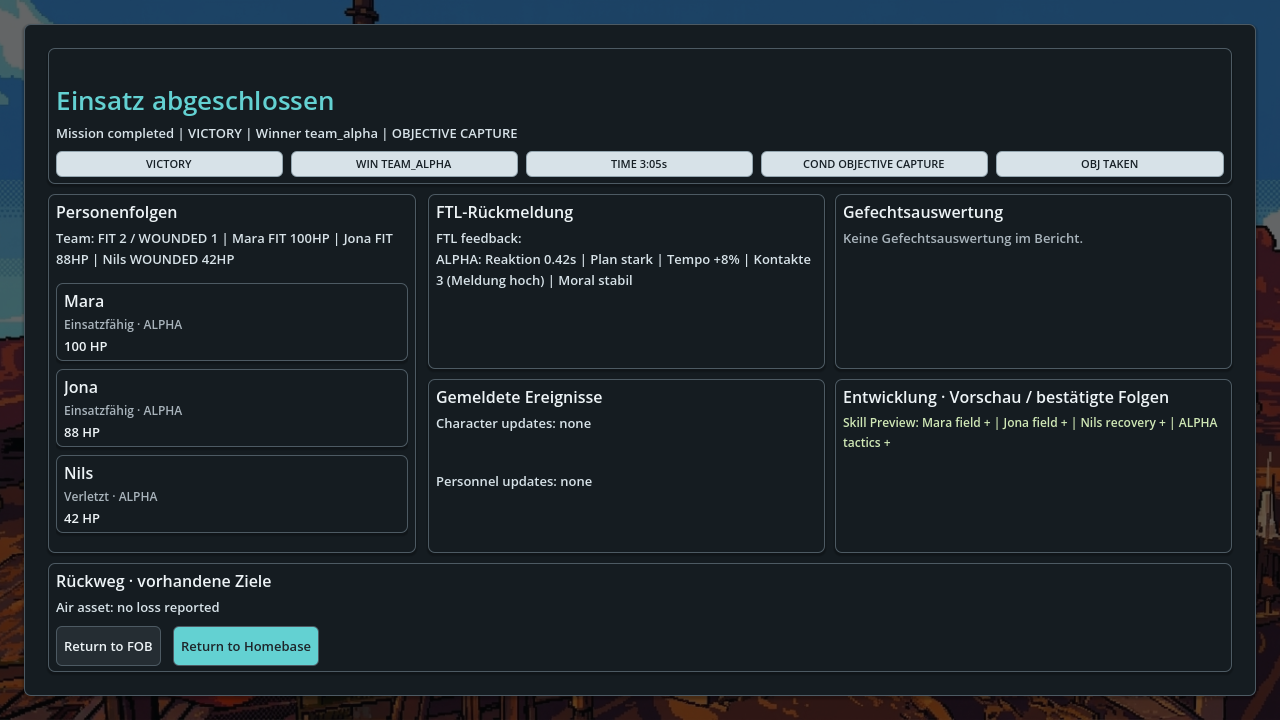 Einsatz abgeschlossen
Mission completed | VICTORY | Winner team_alpha | OBJECTIVE CAPTURE
VICTORY
WIN TEAM_ALPHA
TIME 3:05s
COND OBJECTIVE CAPTURE
OBJ TAKEN
Personenfolgen
Team: FIT 2 / WOUNDED 1 | Mara FIT 100HP | Jona FIT
88HP | Nils WOUNDED 42HP
Mara
Einsatzfähig · ALPHA
100 HP
Jona
Einsatzfähig · ALPHA
88 HP
Nils
Verletzt · ALPHA
42 HP
FTL-Rückmeldung
FTL feedback:
ALPHA: Reaktion 0.42s | Plan stark | Tempo +8% | Kontakte
3 (Meldung hoch) | Moral stabil
Gefechtsauswertung
Keine Gefechtsauswertung im Bericht.
Gemeldete Ereignisse
Character updates: none
Personnel updates: none
Entwicklung · Vorschau / bestätigte Folgen
Skill Preview: Mara field + | Jona field + | Nils recovery + | ALPHA
tactics +
Rückweg · vorhandene Ziele
Air asset: no loss reported
Return to FOB
Return to Homebase